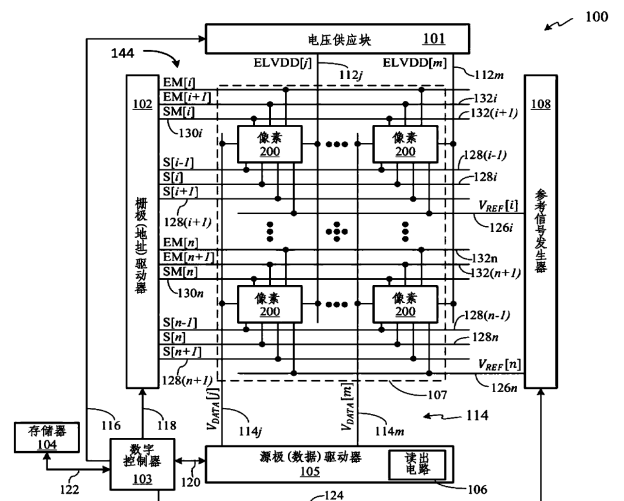 100
电压供应块 101
ELVDD[j] ELVDD[m]
144
112j 112m
102
栅极(地址)驱动器
108
参考信号发生器
EM[i]
EM[i+1] 132i
SM[i] 132(i+1)
130i
像素 200 像素 200
S[i-1] 128(i-1)
S[i] 128i
S[i+1]
128(i+1) VREF[i]
126i
EM[n]
EM[n+1] 132n
SM[n] 132(n+1)
130n
像素 200 像素 200
S[n-1] 128(n-1)
S[n] 128n
S[n+1]
128(n+1) VREF[n]
126n
107
VDATA[j] VDATA[m]
116 118 114j 114m 114
存储器 104
数字控制器 103
122 120
源极(数据)驱动器 105
读出电路
106
124